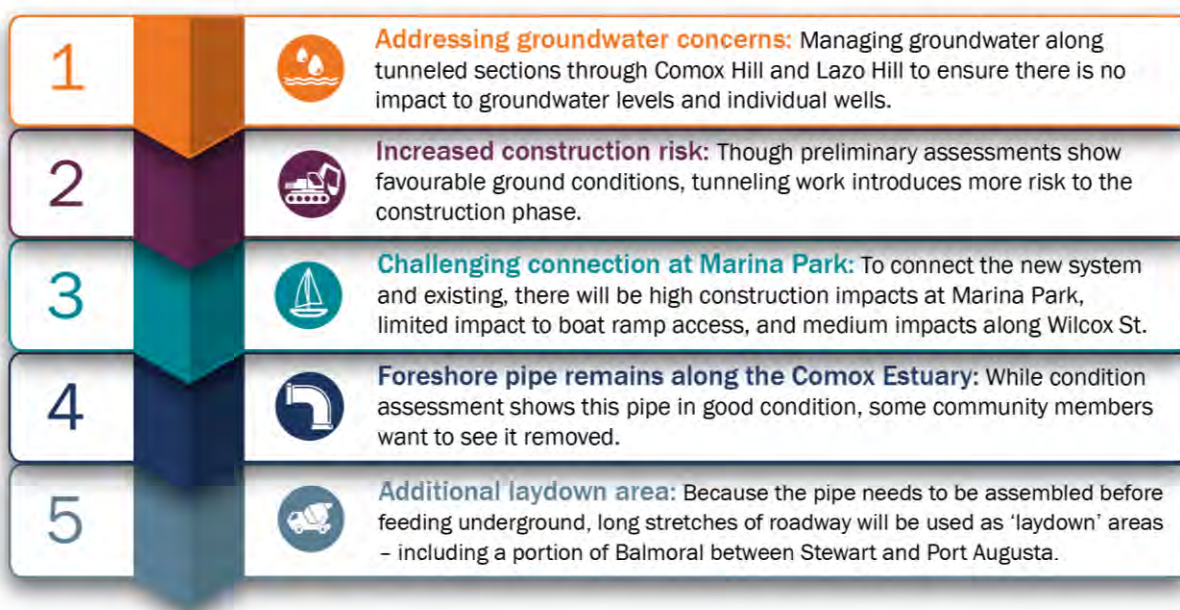 1
Addressing groundwater concerns: Managing groundwater along
tunneled sections through Comox Hill and Lazo Hill to ensure there is no
impact to groundwater levels and individual wells.
2
Increased construction risk: Though preliminary assessments show
favourable ground conditions, tunneling work introduces more risk to the
construction phase.
3
Challenging connection at Marina Park: To connect the new system
and existing, there will be high construction impacts at Marina Park,
limited impact to boat ramp access, and medium impacts along Wilcox St.
4
Foreshore pipe remains along the Comox Estuary: While condition
assessment shows this pipe in good condition, some community members
want to see it removed.
5
Additional laydown area: Because the pipe needs to be assembled before
feeding underground, long stretches of roadway will be used as ‘laydown’ areas
– including a portion of Balmoral between Stewart and Port Augusta.